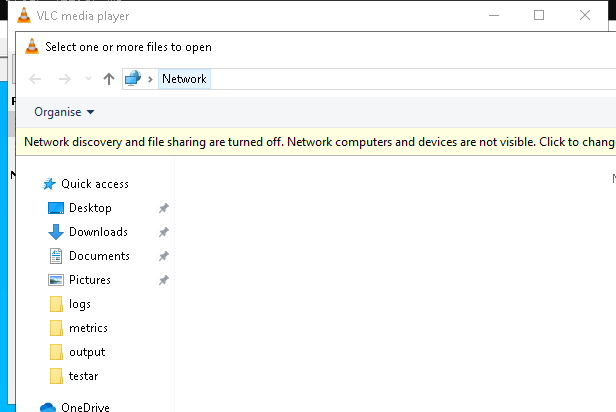 VLC media player
Select one or more files to open
Network
Organise
Network discovery and file sharing are turned off. Network computers and devices are not visible. Click to chang
Quick access
Desktop
Downloads
Documents
Pictures
logs
metrics
output
testar
OneDrive